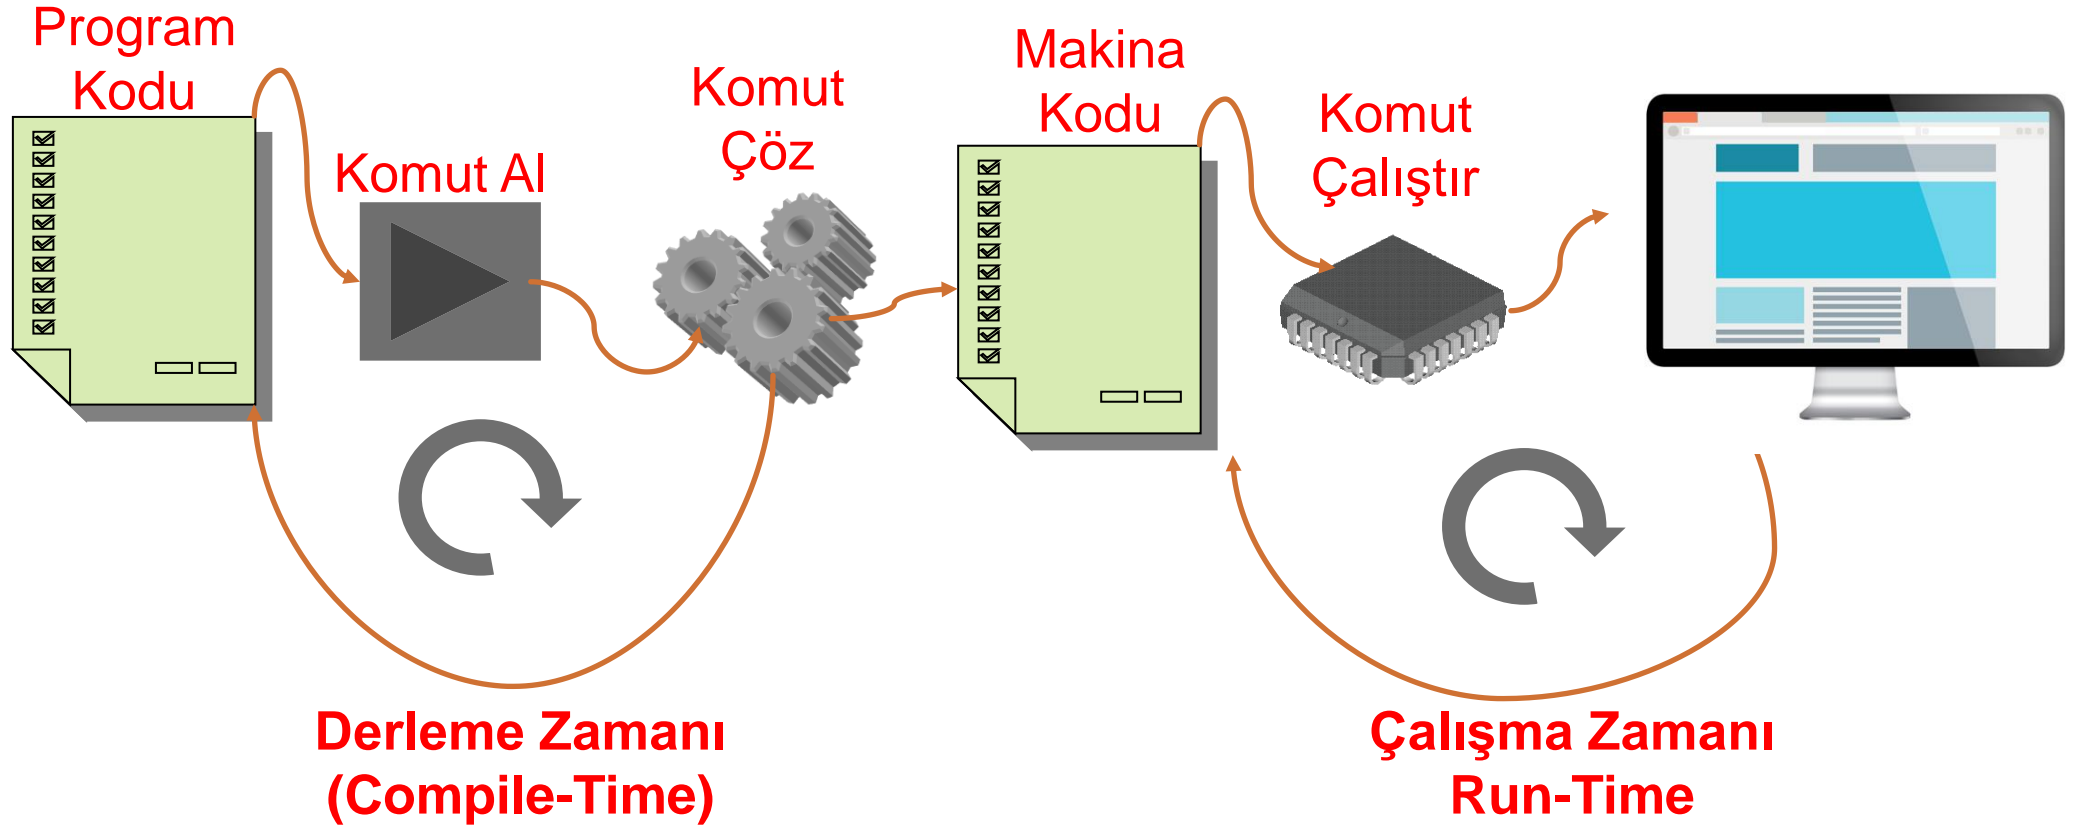 Program
Kodu
Komut Al
Komut
Çöz
Makina
Kodu
Komut
Çalıştır
Derleme Zamanı
(Compile-Time)
Çalışma Zamanı
Run-Time